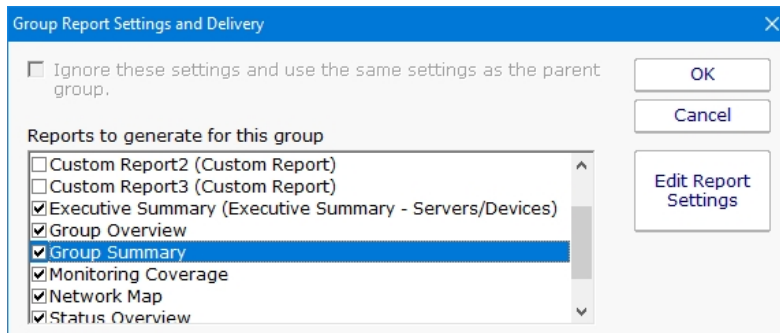 Group Report Settings and Delivery
Ignore these settings and use the same settings as the parent
group.
OK
Cancel
Reports to generate for this group
Custom Report2 (Custom Report)
Custom Report3 (Custom Report)
Executive Summary (Executive Summary - Servers/Devices)
Group Overview
Group Summary
Monitoring Coverage
Network Map
Status Overview
Edit Report
Settings